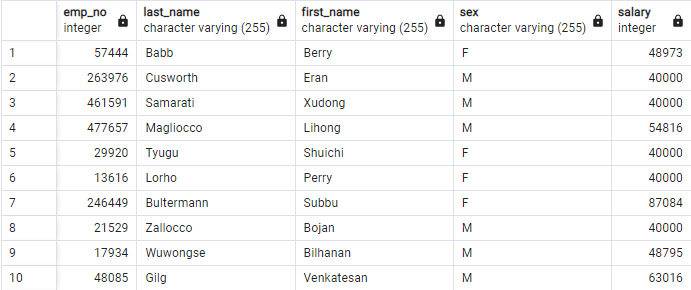 emp_no last_name first_name sex salary
integer character varying (255) character varying (255) character varying (255) integer
1 57444 Babb Berry F 48973
2 263976 Cusworth Eran M 40000
3 461591 Samarati Xudong M 40000
4 477657 Magliocco Lihong M 54816
5 29920 Tyugu Shuichi F 40000
6 13616 Lorho Perry F 40000
7 246449 Bultermann Subbu F 87084
8 21529 Zallocco Bojan M 40000
9 17934 Wuwongse Bilhanan M 48795
10 48085 Gilg Venkatesan M 63016